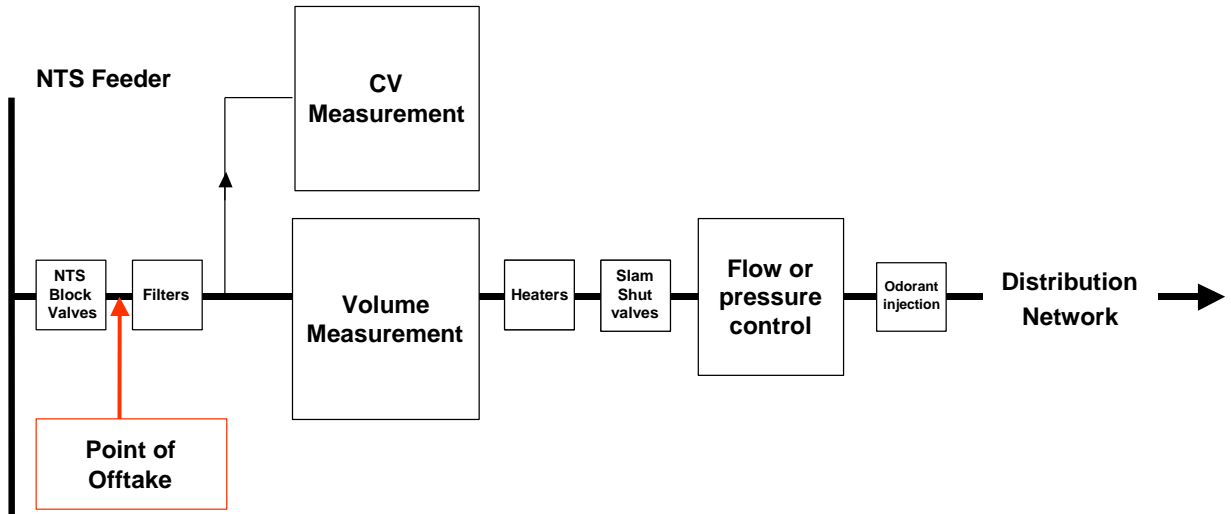 NTS Feeder
CV
Measurement
NTS
Block
Valves
Filters
Volume
Measurement
Heaters
Slam
Shut
valves
Flow or
pressure
control
Odorant
injection
Distribution
Network
Point of
Offtake